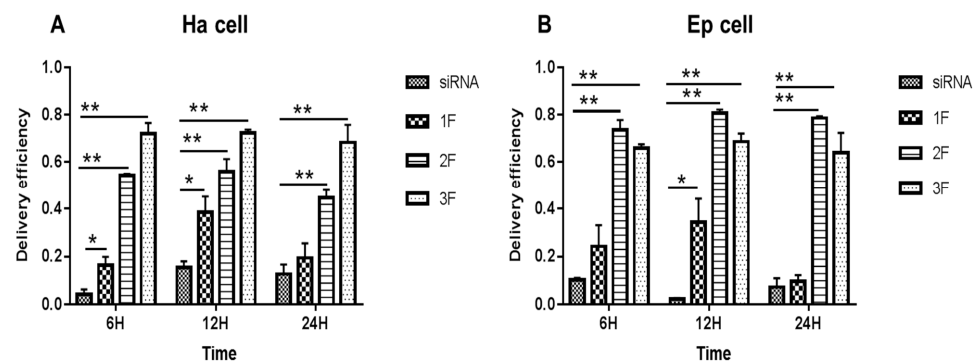 A Ha cell
Delivery efficiency
1.0
0.8
0.6
0.4
0.2
0.0
** ** **
** ** **
* *
6H 12H 24H
Time
siRNA
1F
2F
3F
B Ep cell
Delivery efficiency
1.0
0.8
0.6
0.4
0.2
0.0
** ** **
** ** **
*
6H 12H 24H
Time
siRNA
1F
2F
3F